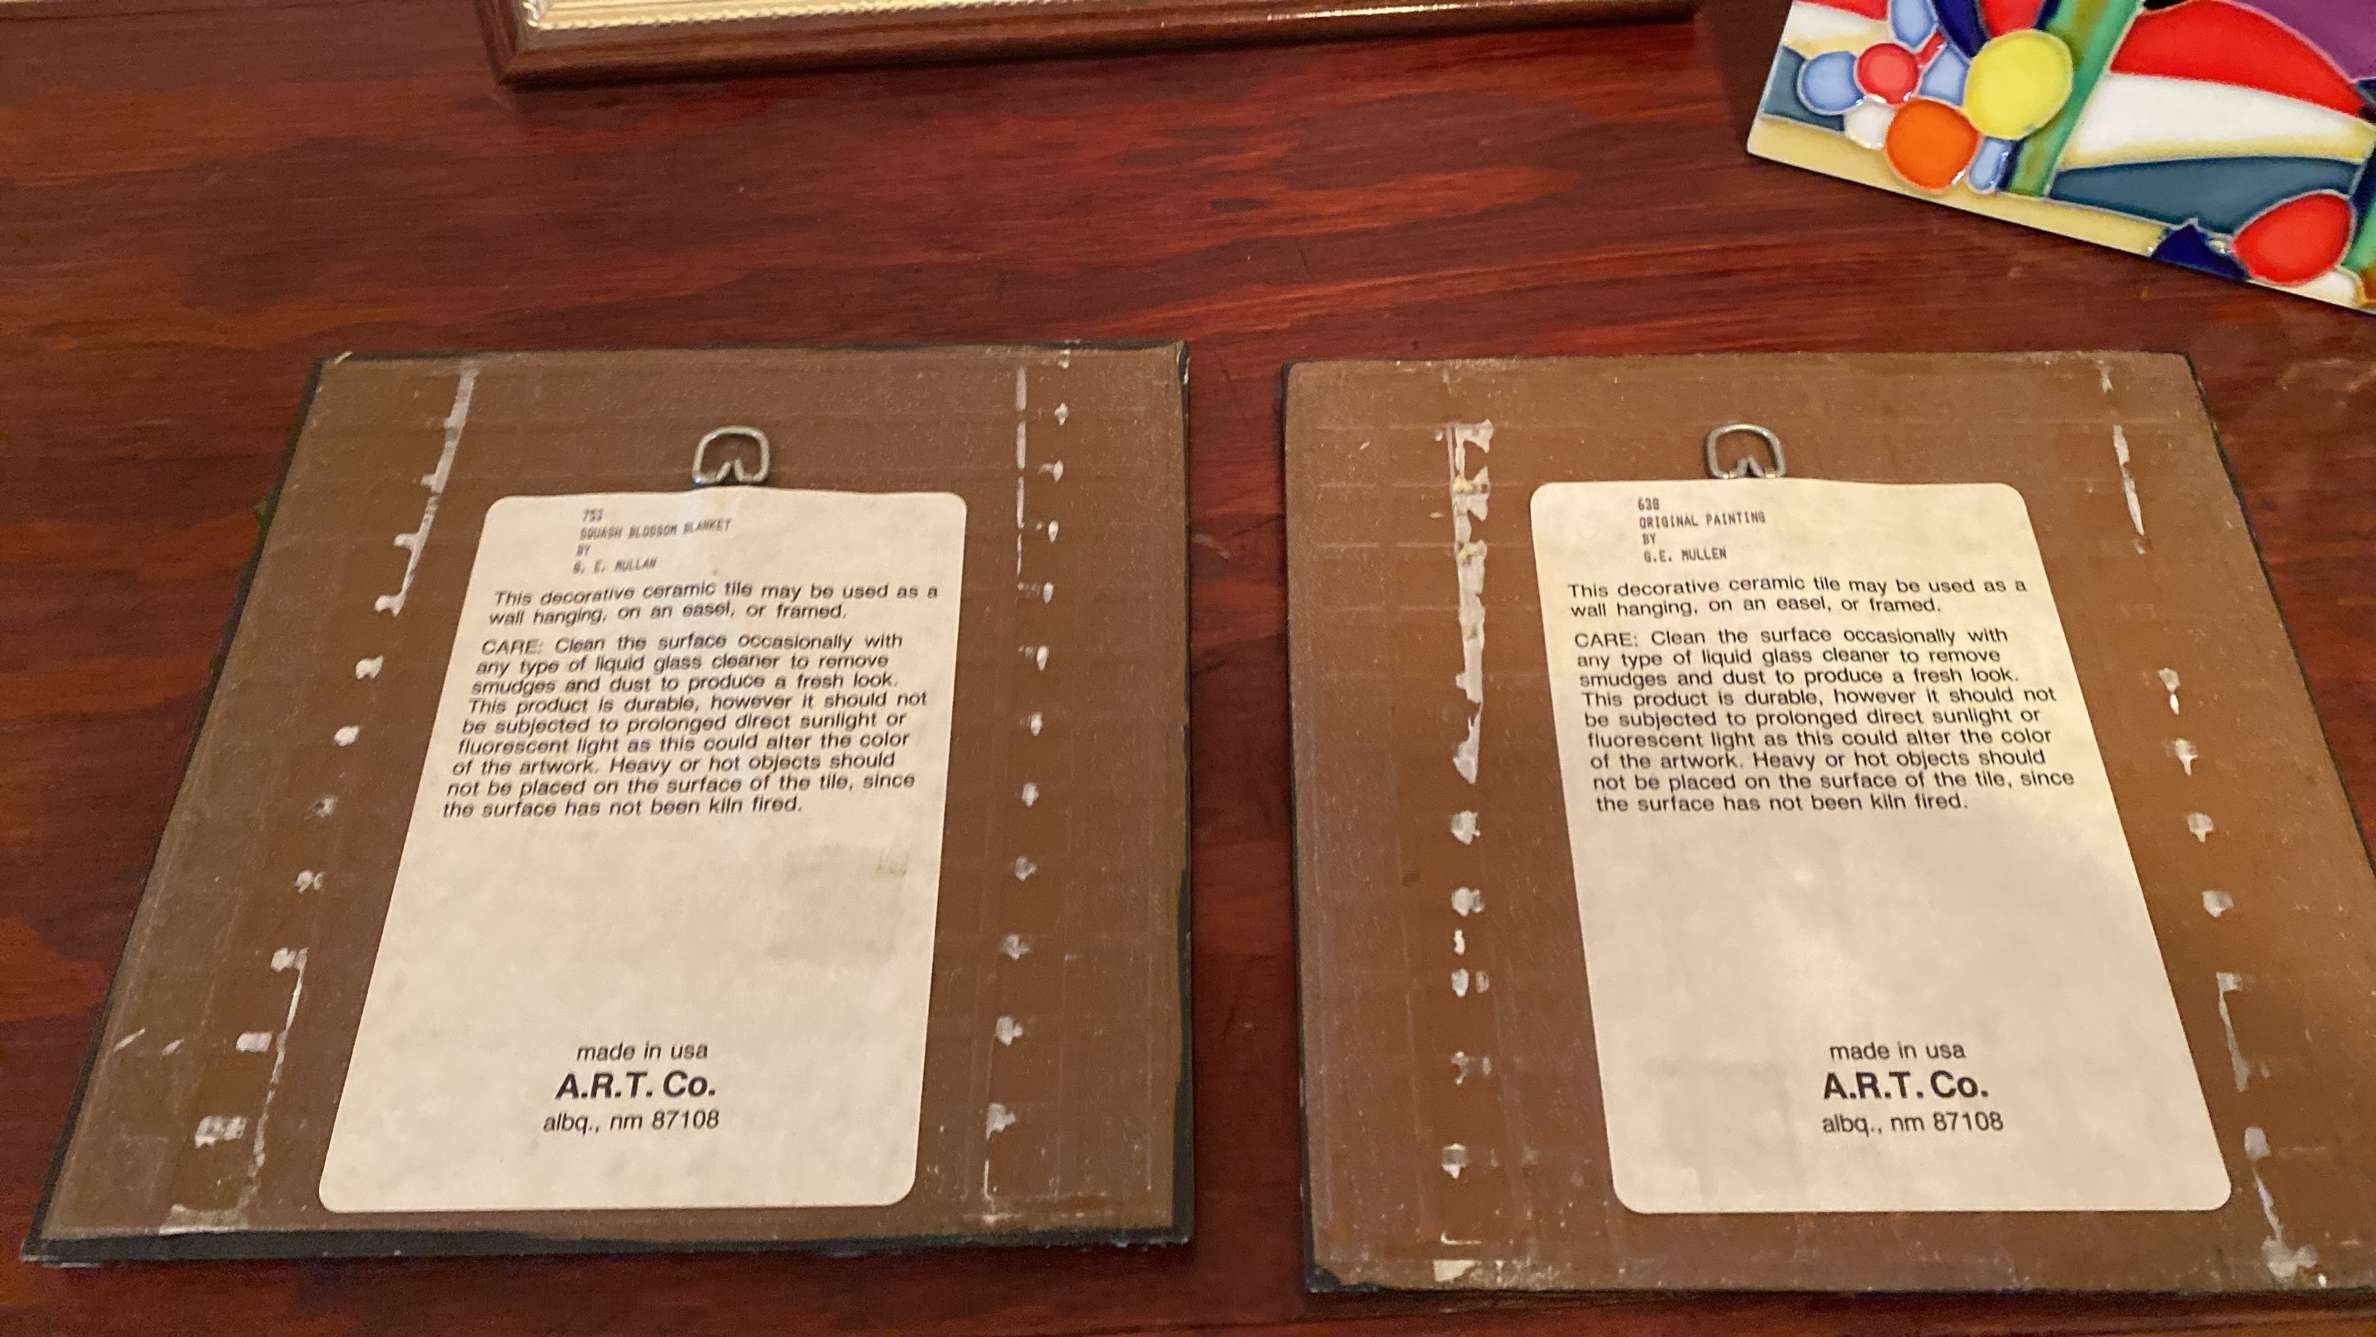 753
SQUASH BLOSSOM BLANKET
BY
G. E. MULLAN
This decorative ceramic tile may be used as a
wall hanging, on an easel, or framed.
CARE: Clean the surface occasionally with
any type of liquid glass cleaner to remove
smudges and dust to produce a fresh look.
This product is durable, however it should not
be subjected to prolonged direct sunlight or
fluorescent light as this could alter the color
of the artwork. Heavy or hot objects should
not be placed on the surface of the tile, since
the surface has not been kiln fired.
made in usa
A.R.T. Co.
albq., nm 87108
638
ORIGINAL PAINTING
BY
G.E. MULLEN
This decorative ceramic tile may be used as a
wall hanging, on an easel, or framed.
CARE: Clean the surface occasionally with
any type of liquid glass cleaner to remove
smudges and dust to produce a fresh look.
This product is durable, however it should not
be subjected to prolonged direct sunlight or
fluorescent light as this could alter the color
of the artwork. Heavy or hot objects should
not be placed on the surface of the tile, since
the surface has not been kiln fired.
made in usa
A.R.T. Co.
albq., nm 87108